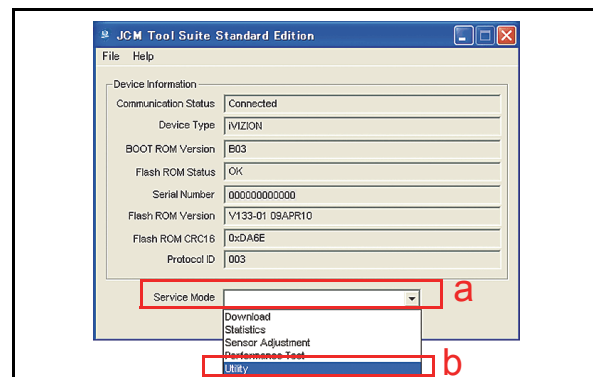 JCM Tool Suite Standard Edition
File Help
Device Information
Communication Status Connected
Device Type iVIZION
BOOT ROM Version B03
Flash ROM Status OK
Serial Number 000000000000
Flash ROM Version V133-01 09APR10
Flash ROM CRC16 0xDA6E
Protocol ID 003
Service Mode a
Download
Statistics
Sensor Adjustment
Performance Test
Utility b